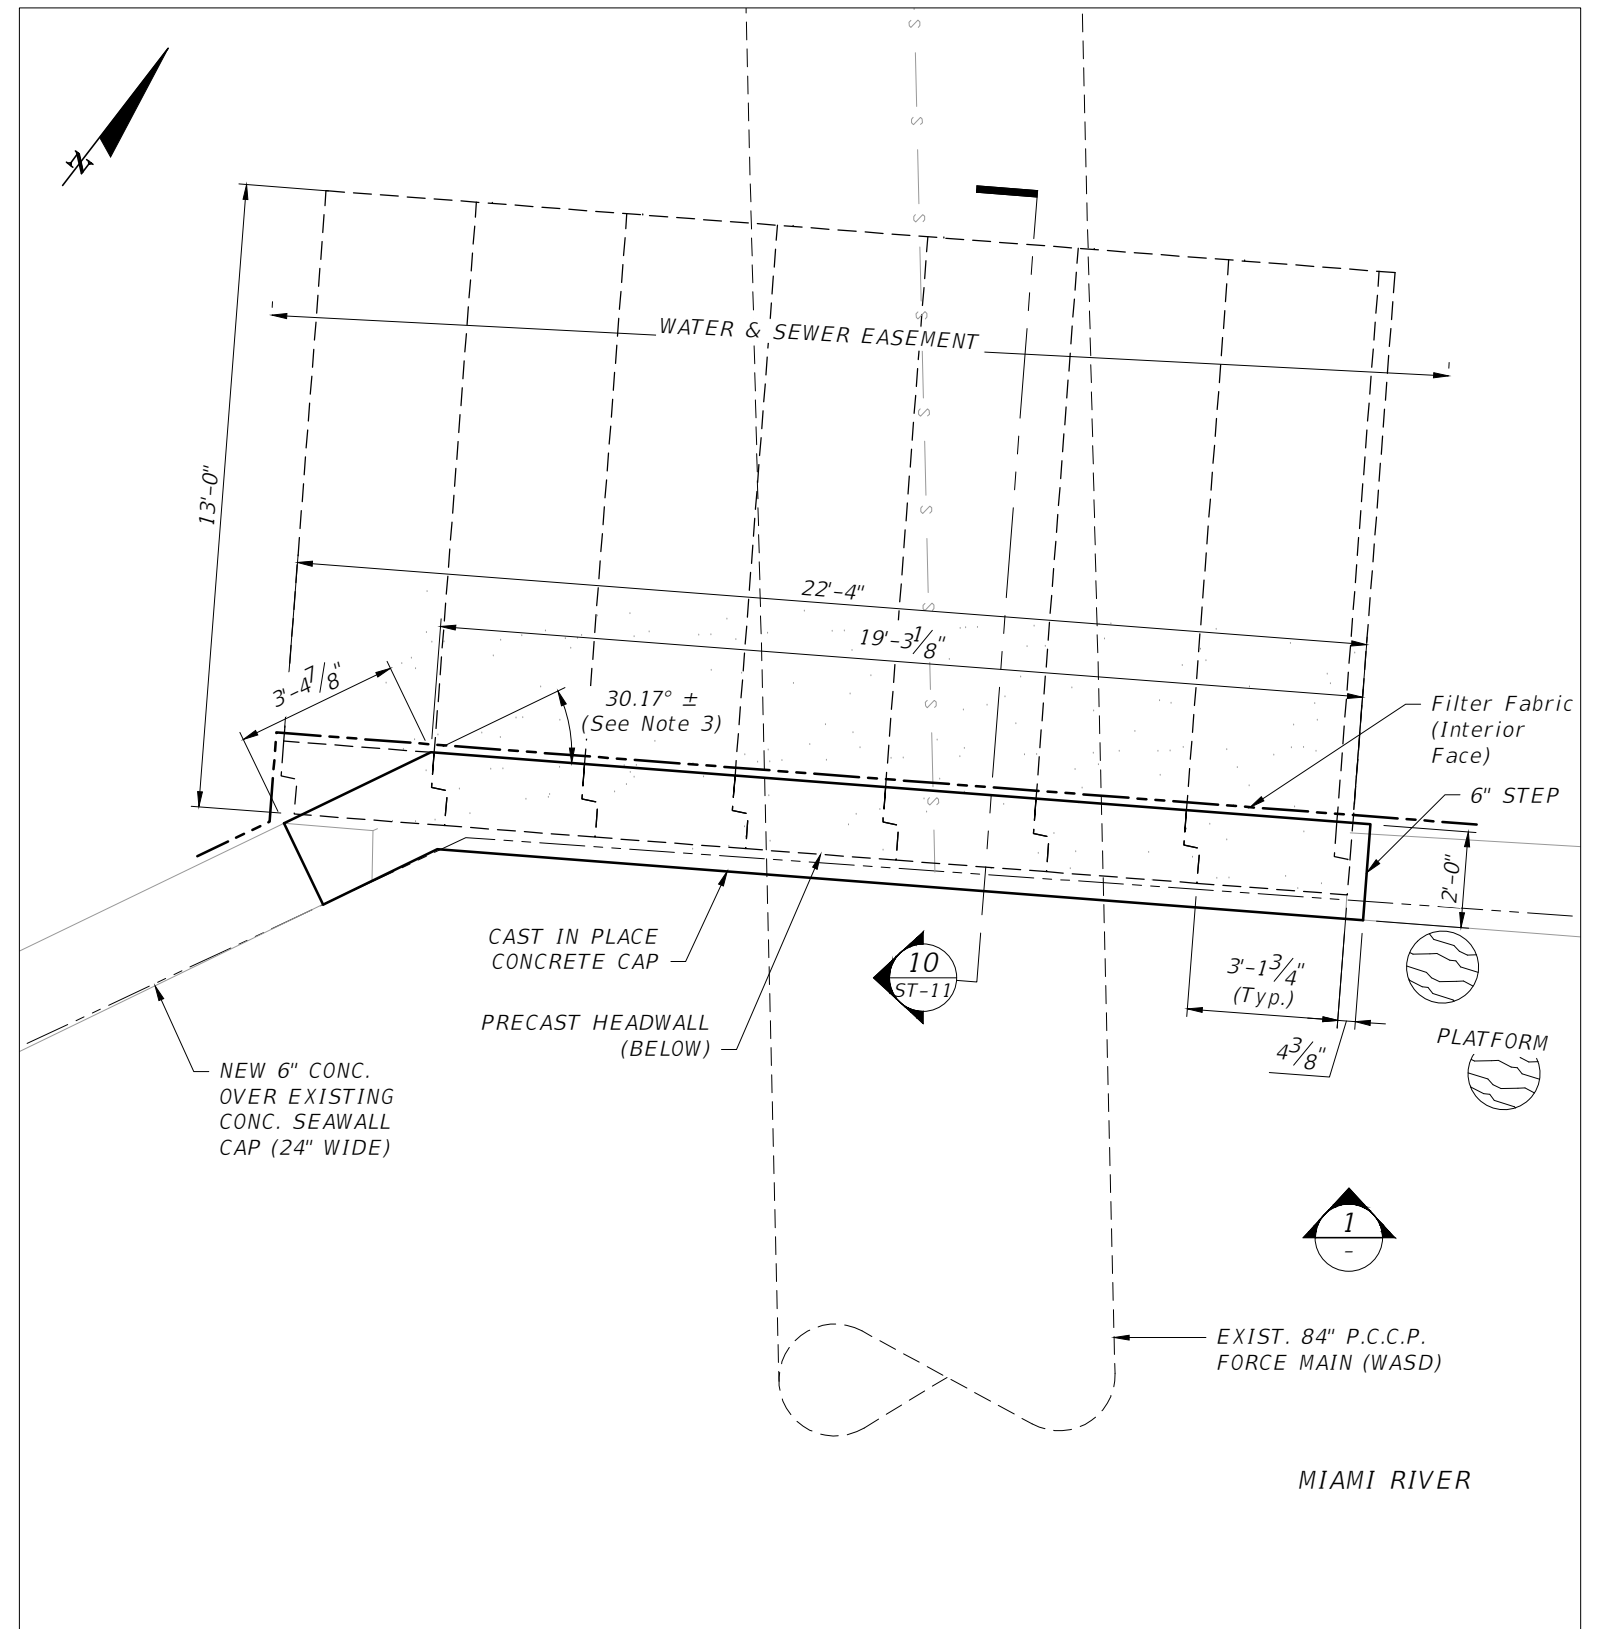 S
S
N
S
WATER & SEWER EASEMENT
S
S
13'-0"
S
22'-4"
S
19'-3 1/8"
3'-4 7/8"
30.17° ±
(See Note 3)
S
Filter Fabric
(Interior
Face)
6" STEP
S
2'-0"
CAST IN PLACE
CONCRETE CAP
10
ST-11
3'-1 3/4"
(Typ.)
PRECAST HEADWALL
(BELOW)
4 3/8"
PLATFORM
NEW 6" CONC.
OVER EXISTING
CONC. SEAWALL
CAP (24" WIDE)
1
-
EXIST. 84" P.C.C.P.
FORCE MAIN (WASD)
MIAMI RIVER